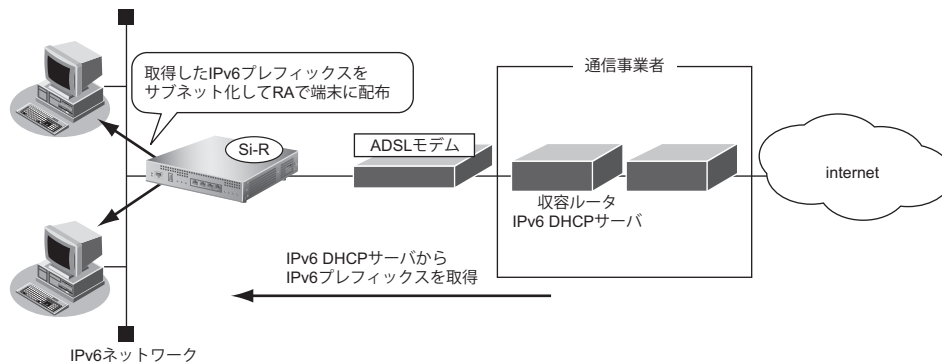 取得したIPv6プレフィックスを
サブネット化してRAで端末に配布
Si-R
ADSLモデム
通信事業者
収容ルータ
IPv6 DHCPサーバ
internet
IPv6 DHCPサーバから
IPv6プレフィックスを取得
IPv6ネットワーク